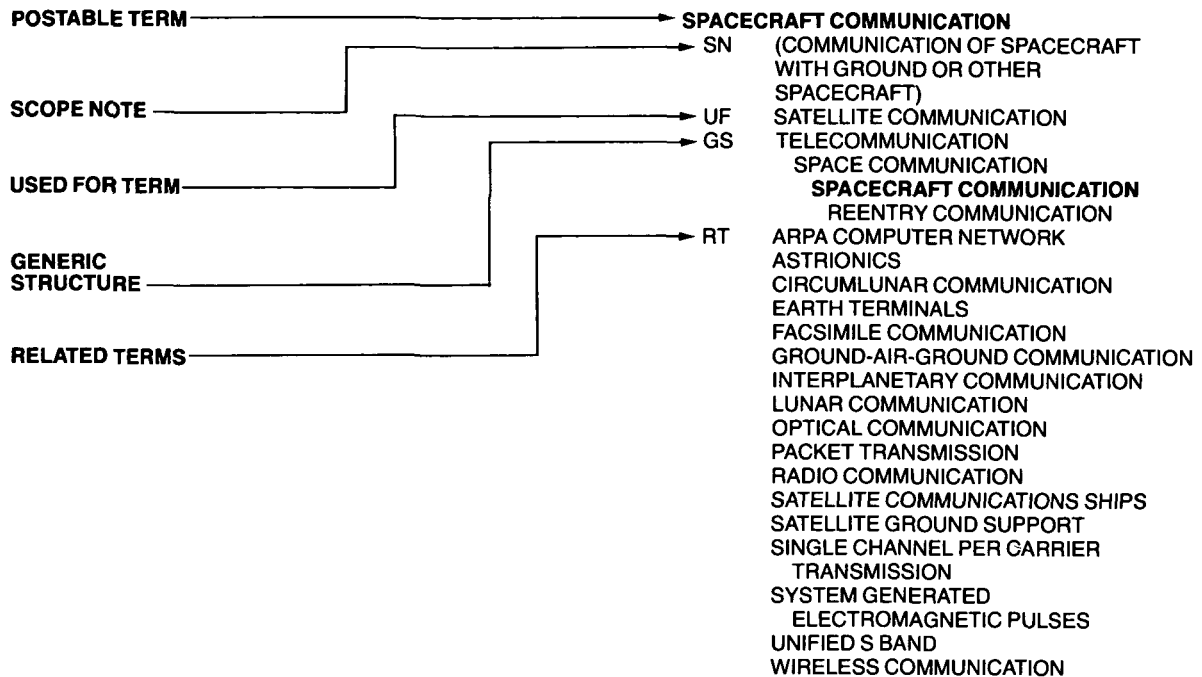 POSTABLE TERM SPACECRAFT COMMUNICATION
SN (COMMUNICATION OF SPACECRAFT
WITH GROUND OR OTHER
SCOPE NOTE SPACECRAFT)
UF SATELLITE COMMUNICATION
GS TELECOMMUNICATION
SPACE COMMUNICATION
USED FOR TERM SPACECRAFT COMMUNICATION
REENTRY COMMUNICATION
RT ARPA COMPUTER NETWORK
GENERIC ASTRIONICS
STRUCTURE CIRCUMLUNAR COMMUNICATION
EARTH TERMINALS
FACSIMILE COMMUNICATION
RELATED TERMS GROUND-AIR-GROUND COMMUNICATION
INTERPLANETARY COMMUNICATION
LUNAR COMMUNICATION
OPTICAL COMMUNICATION
PACKET TRANSMISSION
RADIO COMMUNICATION
SATELLITE COMMUNICATIONS SHIPS
SATELLITE GROUND SUPPORT
SINGLE CHANNEL PER CARRIER
TRANSMISSION
SYSTEM GENERATED
ELECTROMAGNETIC PULSES
UNIFIED S BAND
WIRELESS COMMUNICATION